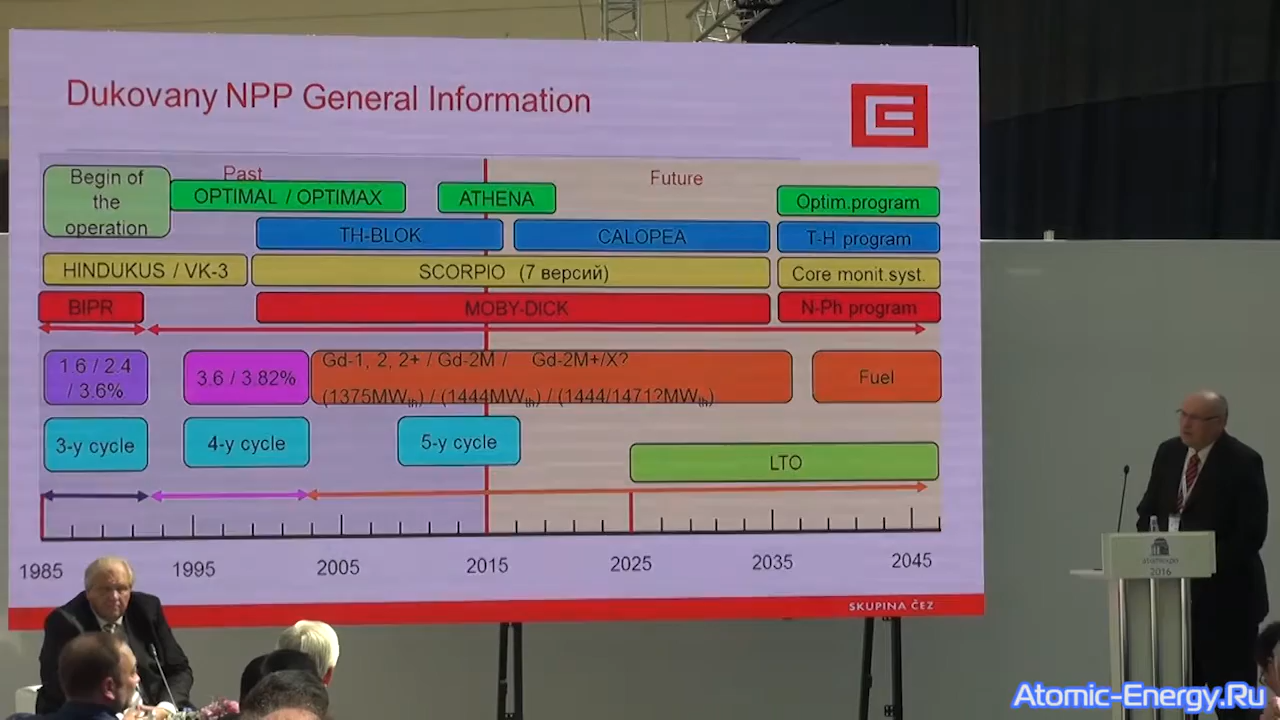 Dukovany NPP General Information
Past
Future
Begin of
the
operation
OPTIMAL / OPTIMAX
ATHENA
Optim.program
TH-BLOK
CALOPEA
T-H program
HINDUKUS / VK-3
SCORPIO (7 версий)
Core monit.syst.
BIPR
MOBY-DICK
N-Ph program
1 6 / 2.4
/ 3.6%
3.6 / 3.82%
Gd-1, 2, 2+ / Gd-2M / Gd-2M+/X?
(1375MWth) / (1444MWth) / (1444/1471?MWth)
Fuel
3-y cycle
4-y cycle
5-y cycle
LTO
1985
1995
2005
2015
2025
2035
2045
SKUPINA ČEZ
atomexpo
2016
Atomic-Energy.Ru